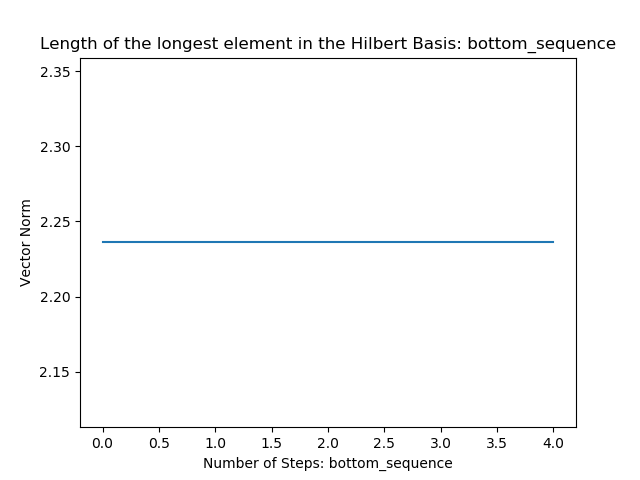 Length of the longest element in the Hilbert Basis: bottom_sequence
Vector Norm
2.35
2.30
2.25
2.20
2.15
0.0 0.5 1.0 1.5 2.0 2.5 3.0 3.5 4.0
Number of Steps: bottom_sequence